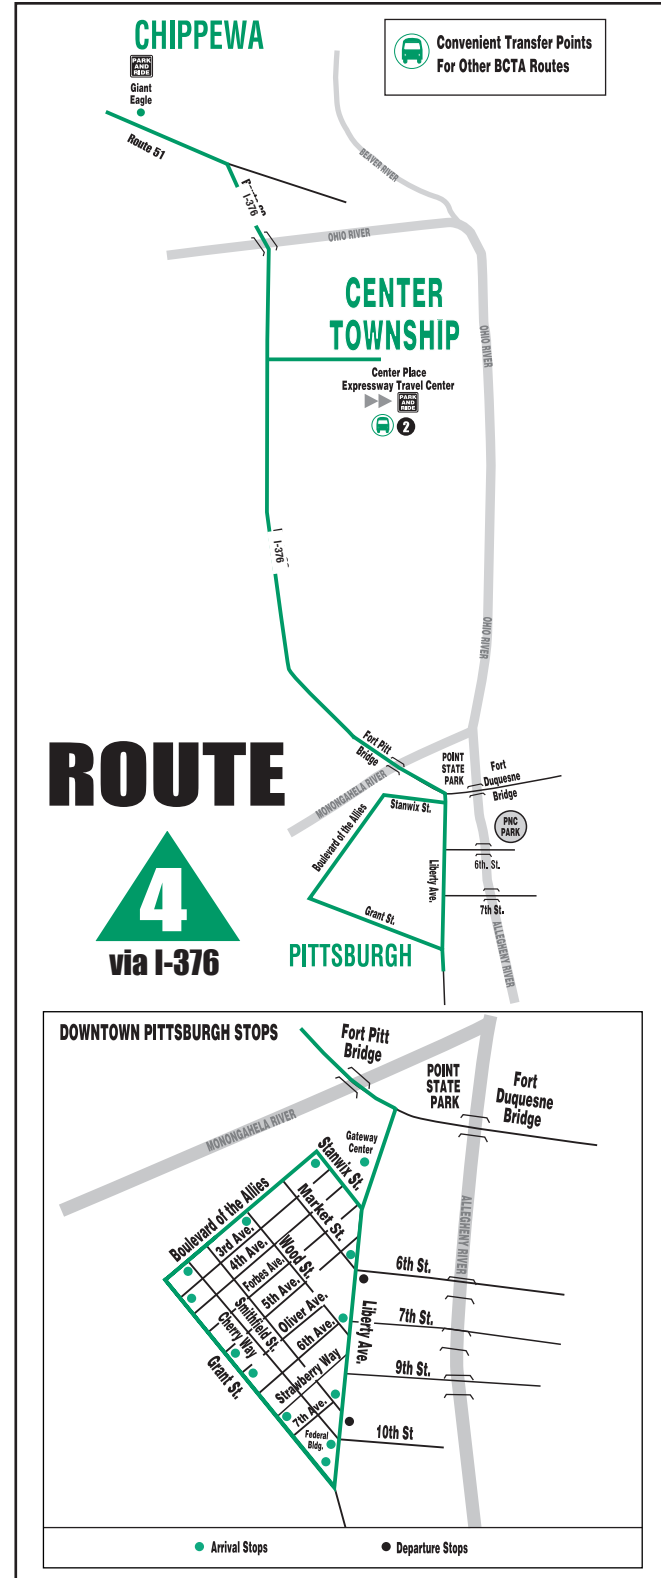 CHIPPEWA
PARK
AND
RIDE
Giant
Eagle
Route 51
I-376
Convenient Transfer Points
For Other BCTA Routes
BEAVER RIVER
OHIO RIVER
CENTER
TOWNSHIP
OHIO RIVER
Center Place
Expressway Travel Center
PARK
AND
RIDE
2
I-376
OHIO RIVER
ROUTE
4
via I-376
Fort Pitt
Bridge
MONONGAHELA RIVER
POINT
STATE
PARK
Fort
Duquesne
Bridge
Stanwix St.
Boulevard of the Allies
PNC
PARK
Liberty Ave.
6th. St.
7th St.
Grant St.
ALLEGHENY RIVER
PITTSBURGH
DOWNTOWN PITTSBURGH STOPS
Fort Pitt
Bridge
POINT
STATE
PARK
Fort
Duquesne
Bridge
MONONGAHELA RIVER
Gateway
Center
Stanwix St.
Boulevard of the Allies
Market St.
3rd Ave.
4th Ave.
Wood St.
Forbes Ave.
5th Ave.
Smithfield St.
Oliver Ave.
Cherry Way
6th Ave.
Grant St.
Strawberry Way
7th Ave.
Federal
Bldg.
Liberty Ave.
6th St.
7th St.
9th St.
10th St
ALLEGHENY RIVER
Arrival Stops
Departure Stops